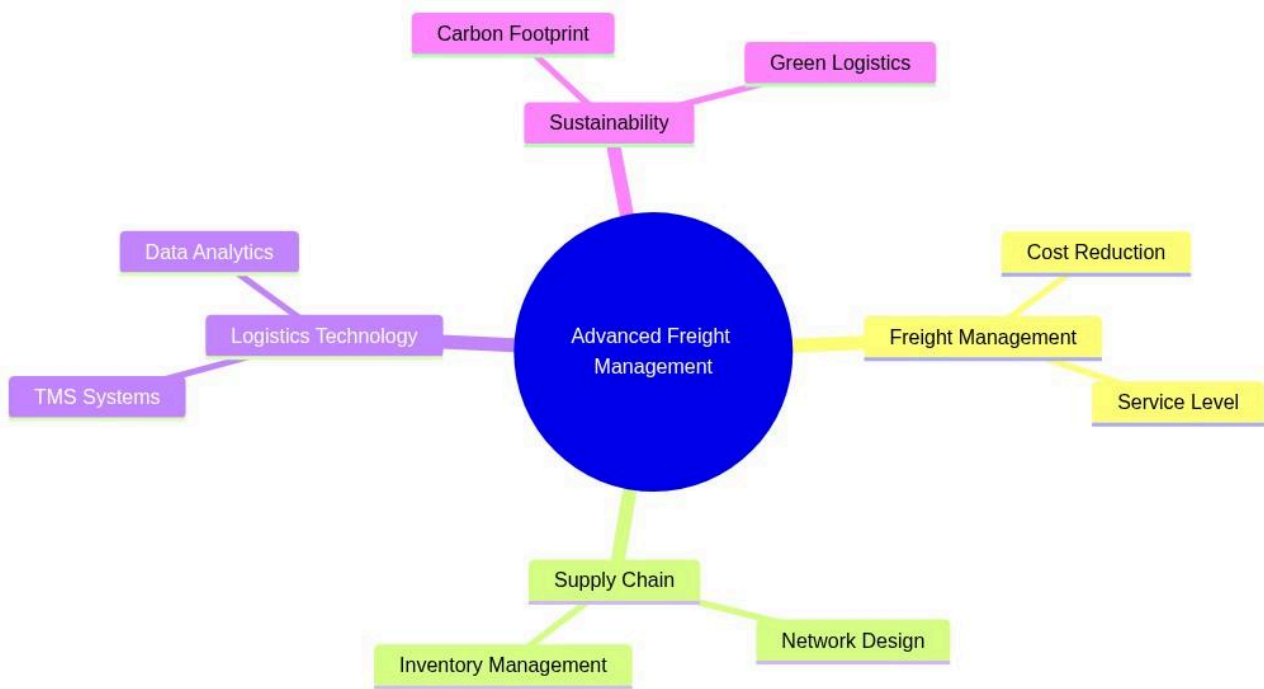 Carbon Footprint
Green Logistics
Sustainability
Data Analytics
Cost Reduction
Logistics Technology
Advanced Freight
Management
Freight Management
TMS Systems
Service Level
Supply Chain
Network Design
Inventory Management